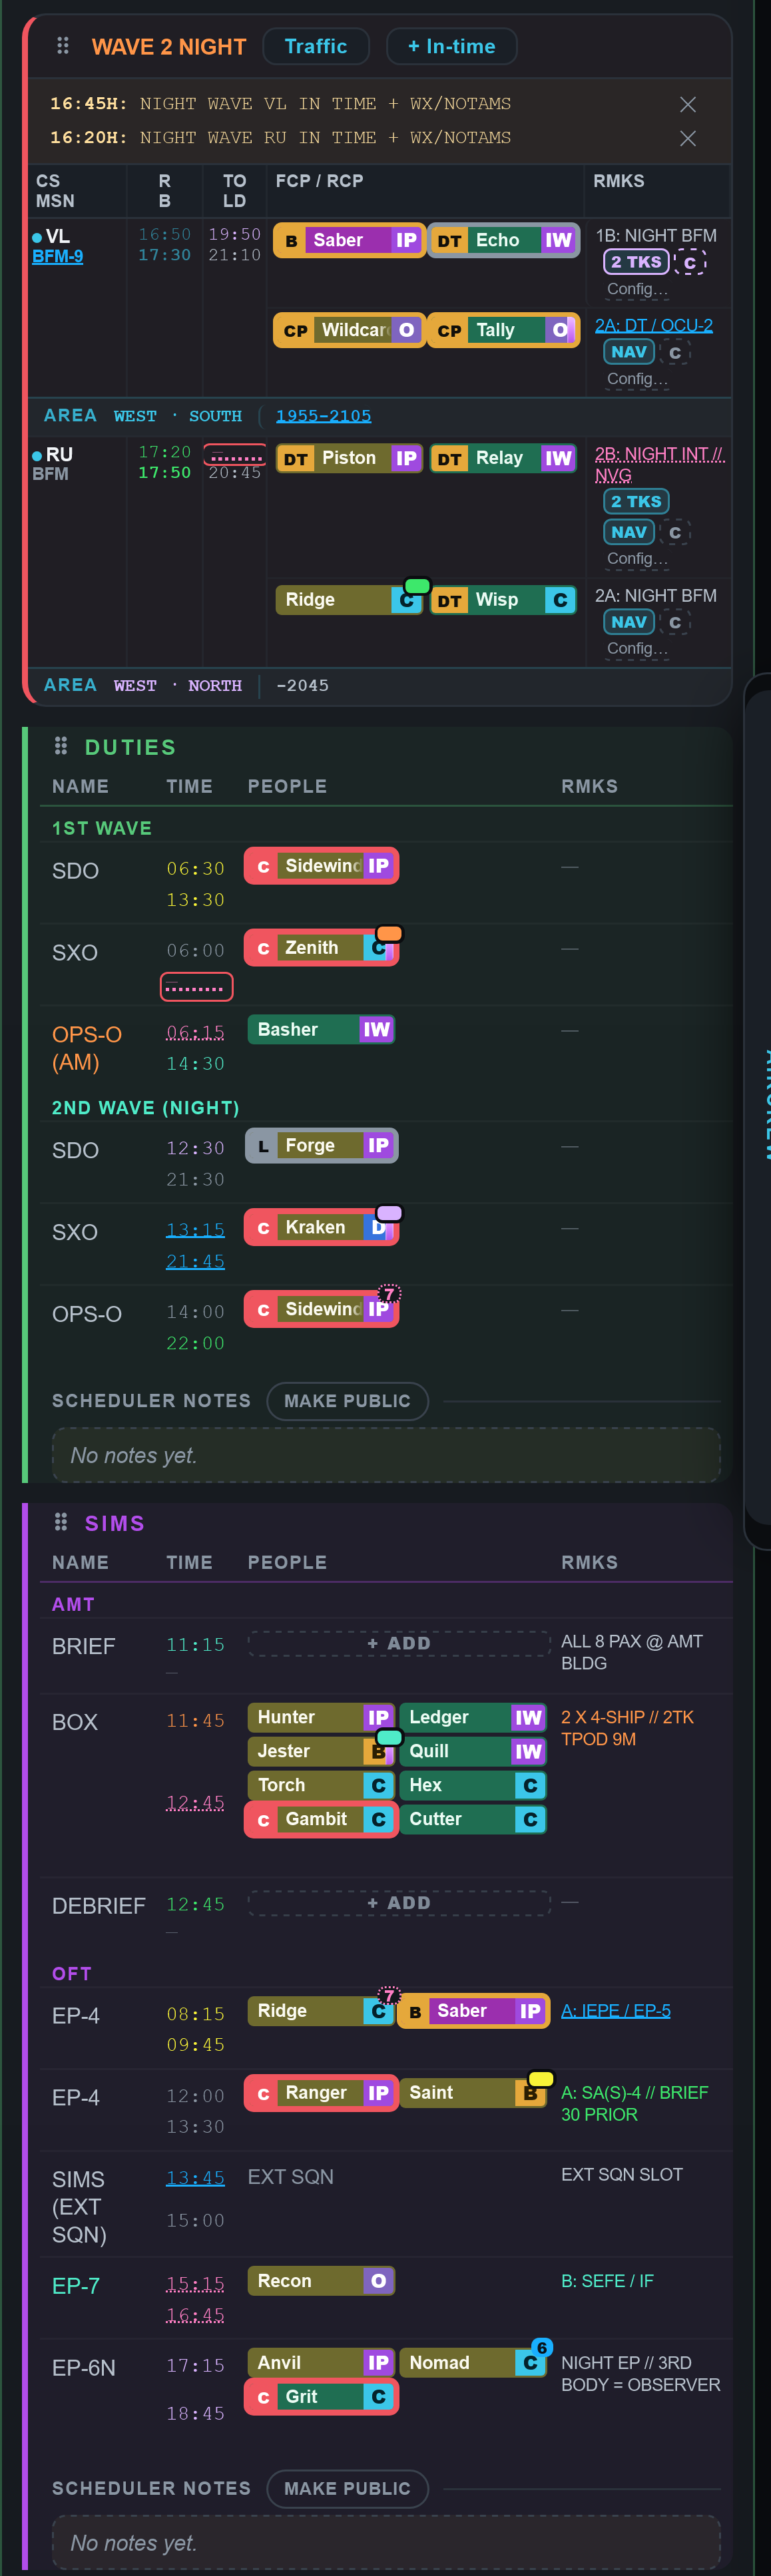 WAVE 2 NIGHT Traffic + In-time
16:45H: NIGHT WAVE VL IN TIME + WX/NOTAMS
16:20H: NIGHT WAVE RU IN TIME + WX/NOTAMS
CS R TO FCP / RCP RMKS
MSN B LD
VL 16:50 19:50 B Saber IP DT Echo IW 1B: NIGHT BFM
BFM-9 17:30 21:10 2 TKS C
Config...
CP Wildcar O CP Tally O 2A: DT / OCU-2
NAV C
Config...
AREA WEST · SOUTH 1955-2105
RU 17:20 — DT Piston IP DT Relay IW 2B: NIGHT INT //
BFM 17:50 20:45 NVG
2 TKS
NAV C
Config...
Ridge C DT Wisp C 2A: NIGHT BFM
NAV C
Config...
AREA WEST · NORTH -2045
DUTIES
NAME TIME PEOPLE RMKS
1ST WAVE
SDO 06:30 C Sidewind IP —
13:30
SXO 06:00 C Zenith C —
—
OPS-O 06:15 Basher IW —
(AM) 14:30
2ND WAVE (NIGHT)
SDO 12:30 L Forge IP —
21:30
SXO 13:15 C Kraken D —
21:45
OPS-O 14:00 C Sidewind IP 7 —
22:00
SCHEDULER NOTES MAKE PUBLIC
No notes yet.
SIMS
NAME TIME PEOPLE RMKS
AMT
BRIEF 11:15 + ADD ALL 8 PAX @ AMT
— BLDG
BOX 11:45 Hunter IP Ledger IW 2 X 4-SHIP // 2TK
Jester B Quill IW TPOD 9M
Torch C Hex C
12:45 C Gambit C Cutter C
DEBRIEF 12:45 + ADD —
—
OFT
EP-4 08:15 Ridge C 7 B Saber IP A: IEPE / EP-5
09:45
EP-4 12:00 C Ranger IP Saint B A: SA(S)-4 // BRIEF
13:30 30 PRIOR
SIMS 13:45 EXT SQN EXT SQN SLOT
(EXT 15:00
SQN)
EP-7 15:15 Recon O B: SEFE / IF
16:45
EP-6N 17:15 Anvil IP Nomad C 6 NIGHT EP // 3RD
18:45 C Grit C BODY = OBSERVER
SCHEDULER NOTES MAKE PUBLIC
No notes yet.